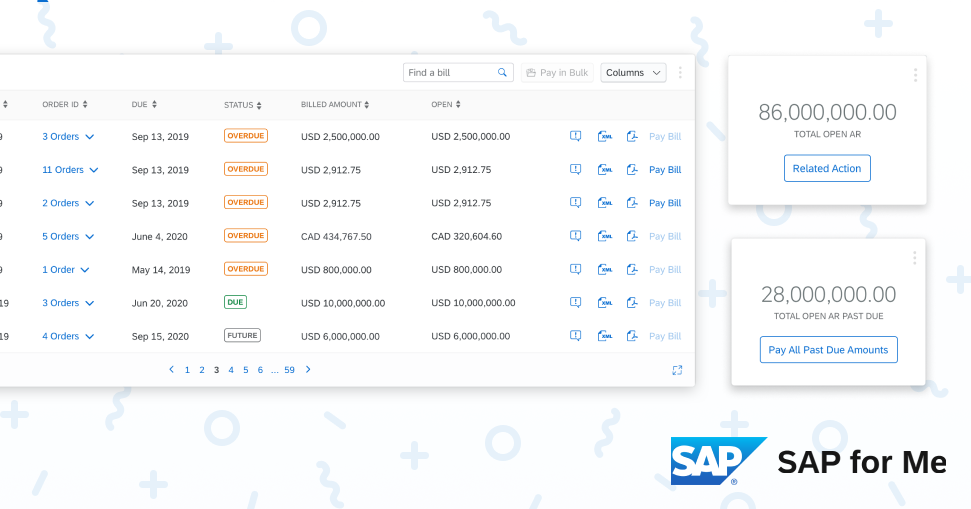 Find a bill Pay in Bulk Columns
ORDER ID DUE STATUS BILLED AMOUNT OPEN
9 3 Orders Sep 13, 2019 OVERDUE USD 2,500,000.00 USD 2,500,000.00 XML Pay Bill
9 11 Orders Sep 13, 2019 OVERDUE USD 2,912.75 USD 2,912.75 XML Pay Bill
9 2 Orders Sep 13, 2019 OVERDUE USD 2,912.75 USD 2,912.75 XML Pay Bill
9 5 Orders June 4, 2020 OVERDUE CAD 434,767.50 CAD 320,604.60 XML Pay Bill
9 1 Order May 14, 2019 OVERDUE USD 800,000.00 USD 800,000.00 XML Pay Bill
19 3 Orders Jun 20, 2020 DUE USD 10,000,000.00 USD 10,000,000.00 XML Pay Bill
19 4 Orders Sep 15, 2020 FUTURE USD 6,000,000.00 USD 6,000,000.00 XML Pay Bill
1 2 3 4 5 6 ... 59
86,000,000.00
TOTAL OPEN AR
Related Action
28,000,000.00
TOTAL OPEN AR PAST DUE
Pay All Past Due Amounts
SAP® SAP for Me